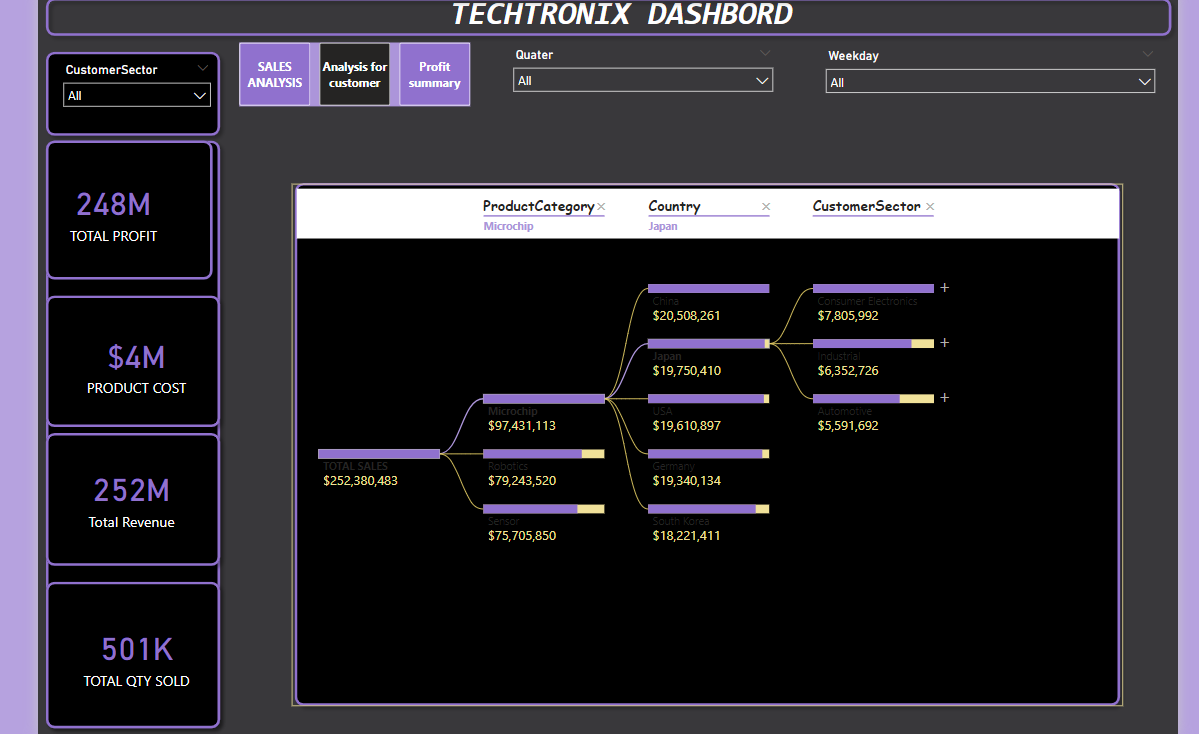 TECHTRONIX DASHBORD
CustomerSector
All
SALES
ANALYSIS
Analysis for
customer
Profit
summary
Quater
All
Weekday
All
248M
TOTAL PROFIT
$4M
PRODUCT COST
252M
Total Revenue
501K
TOTAL QTY SOLD
ProductCategory
Microchip
Country
Japan
CustomerSector
TOTAL SALES
$252,380,483
Microchip
$97,431,113
Robotics
$79,243,520
Sensor
$75,705,850
China
$20,508,261
Japan
$19,750,410
USA
$19,610,897
Germany
$19,340,134
South Korea
$18,221,411
Consumer Electronics
$7,805,992
Industrial
$6,352,726
Automotive
$5,591,692